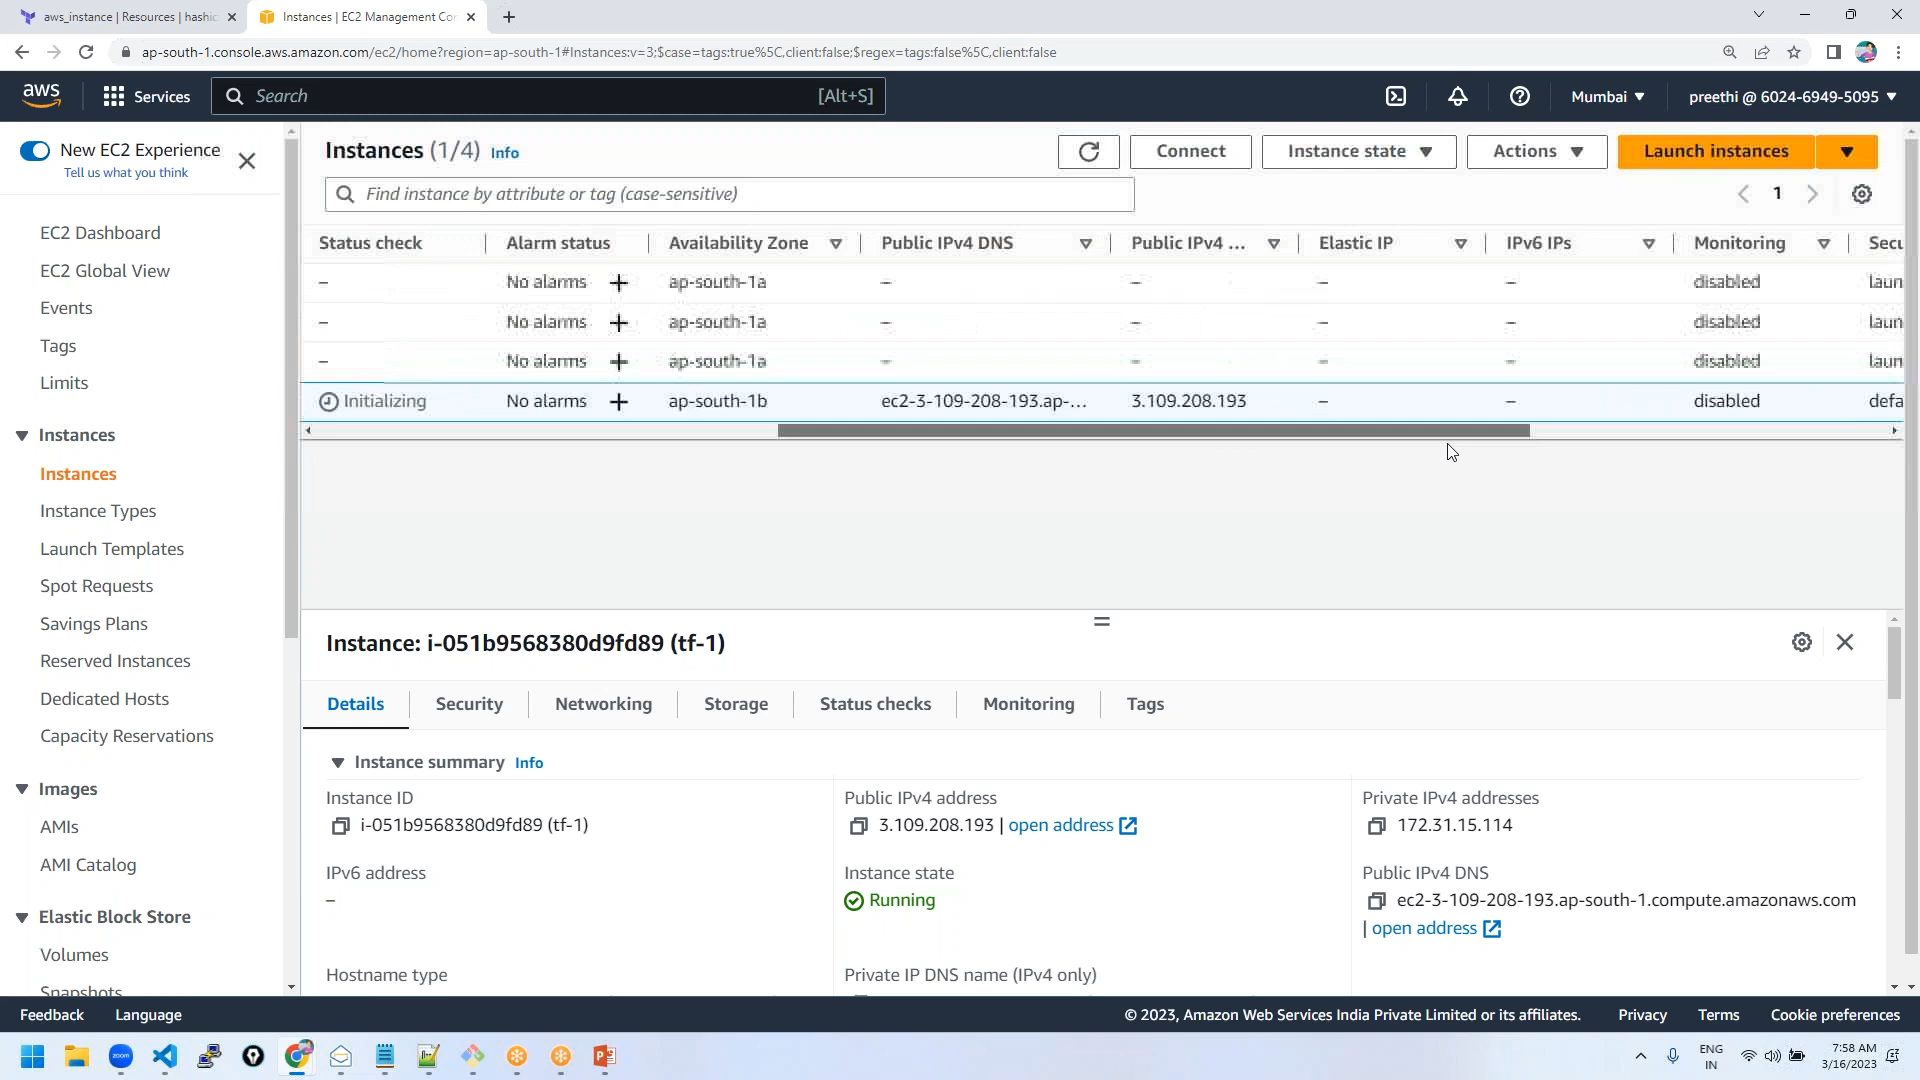 aws_instance | Resources | hashic
Instances | EC2 Management Co
ap-south-1.console.aws.amazon.com/ec2/home?region=ap-south-1#Instances:v=3;$case=tags:true%5C,client:false;$regex=tags:false%5C,client:false
aws
Services
Search
[Alt+S]
Mumbai
preethi @ 6024-6949-5095
New EC2 Experience
Tell us what you think
EC2 Dashboard
EC2 Global View
Events
Tags
Limits
Instances
Instances
Instance Types
Launch Templates
Spot Requests
Savings Plans
Reserved Instances
Dedicated Hosts
Capacity Reservations
Images
AMIs
AMI Catalog
Elastic Block Store
Volumes
Snapshots
Instances (1/4) Info
Connect
Instance state
Actions
Launch instances
Find instance by attribute or tag (case-sensitive)
1
Status check Alarm status Availability Zone Public IPv4 DNS Public IPv4 ... Elastic IP IPv6 IPs Monitoring Secu
– No alarms + ap-south-1a – – – – disabled laun
– No alarms + ap-south-1a – – – – disabled laun
– No alarms + ap-south-1a – – – – disabled laun
Initializing No alarms + ap-south-1b ec2-3-109-208-193.ap-... 3.109.208.193 – – disabled defa
Instance: i-051b9568380d9fd89 (tf-1)
Details Security Networking Storage Status checks Monitoring Tags
Instance summary Info
Instance ID
i-051b9568380d9fd89 (tf-1)
Public IPv4 address
3.109.208.193 | open address
Private IPv4 addresses
172.31.15.114
IPv6 address
–
Instance state
Running
Public IPv4 DNS
ec2-3-109-208-193.ap-south-1.compute.amazonaws.com
| open address
Hostname type
Private IP DNS name (IPv4 only)
Feedback
Language
© 2023, Amazon Web Services India Private Limited or its affiliates.
Privacy
Terms
Cookie preferences
zoom
ENG
IN
7:58 AM
3/16/2023